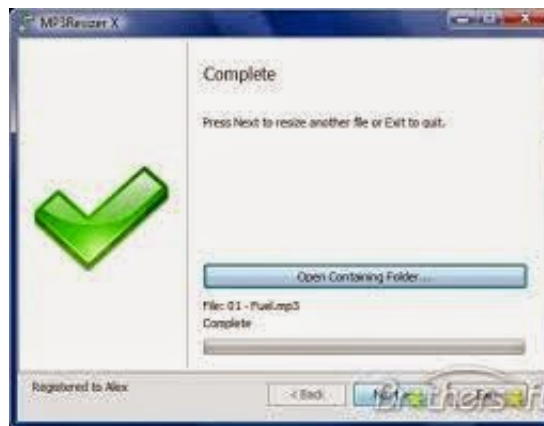 MP3Resizer X
Complete
Press Next to resize another file or Exit to quit.
Open Containing Folder...
File: 01 - Fuel.mp3
Complete
Registered to Alex
< Back
Brothersoft